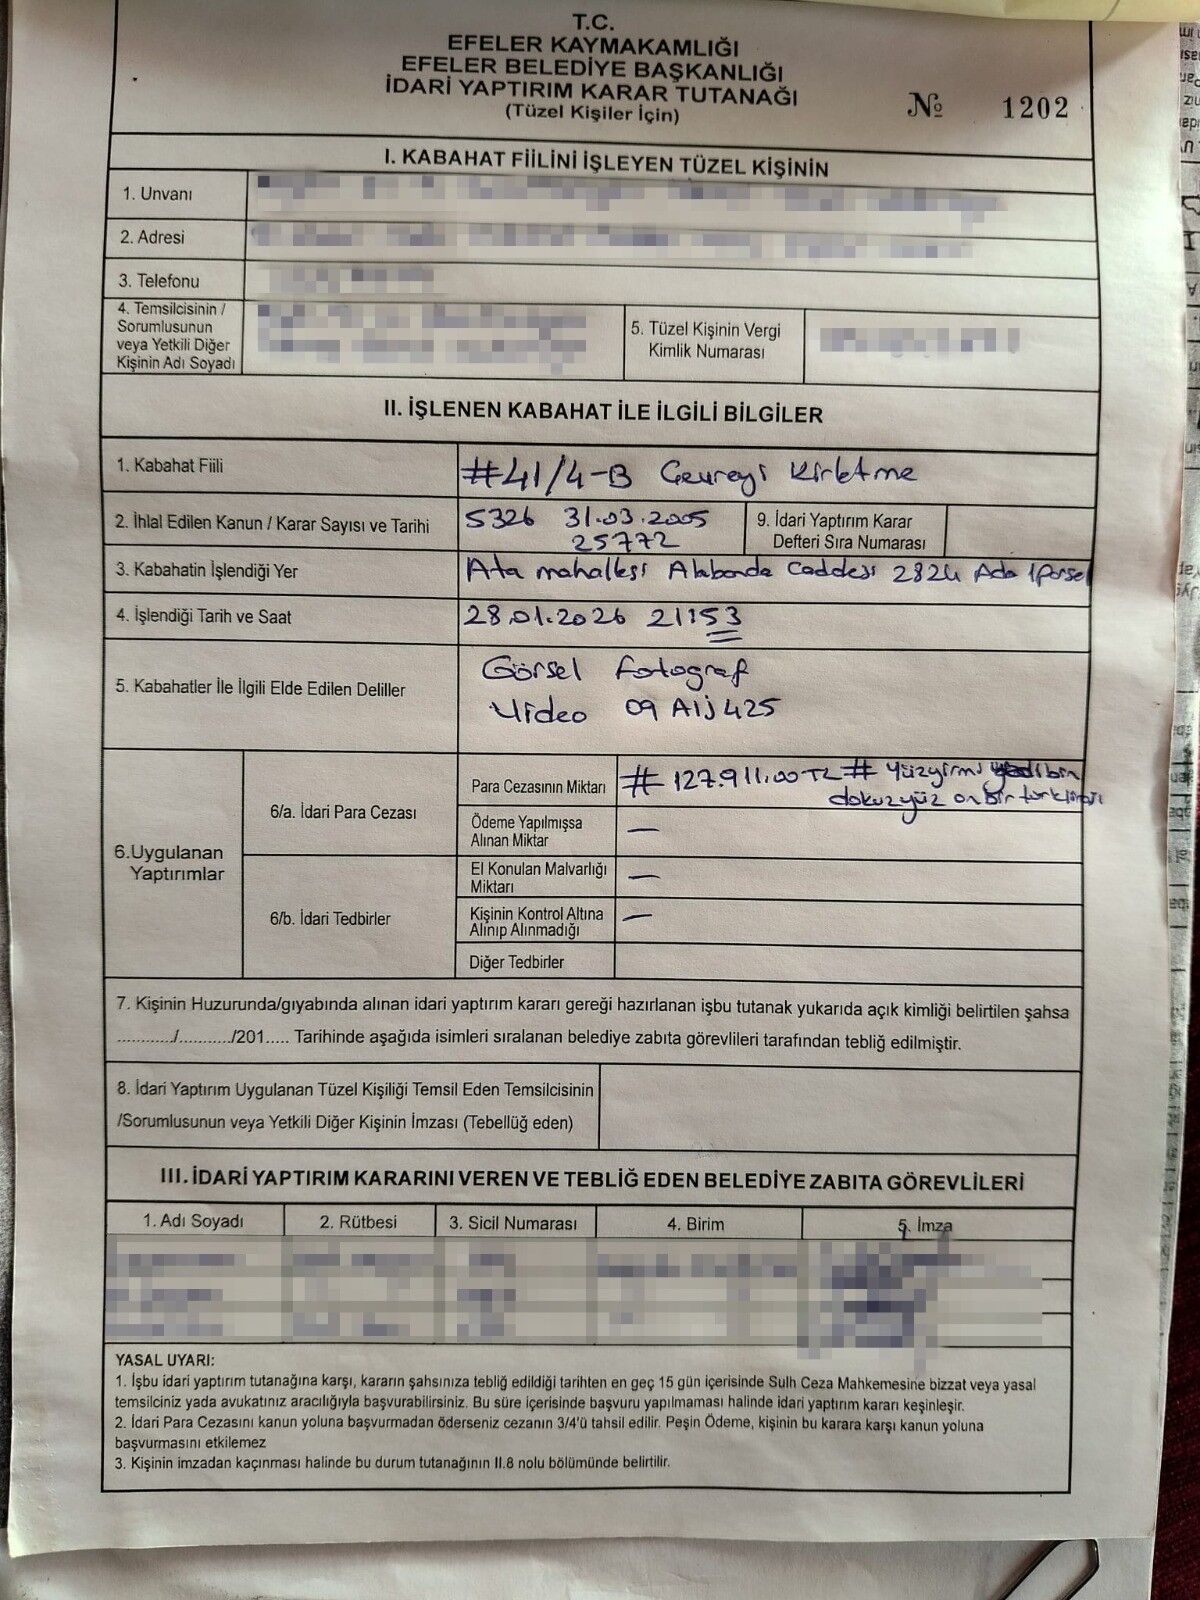 T.C.
EFELER KAYMAKAMLIĞI
EFELER BELEDİYE BAŞKANLIĞI
İDARİ YAPTIRIM KARAR TUTANAĞI
(Tüzel Kişiler İçin)
№ 1202
I. KABAHAT FİİLİNİ İŞLEYEN TÜZEL KİŞİNİN
1. Unvanı
2. Adresi
3. Telefonu
4. Temsilcisinin /
Sorumlusunun
veya Yetkili Diğer
Kişinin Adı Soyadı
5. Tüzel Kişinin Vergi
Kimlik Numarası
II. İŞLENEN KABAHAT İLE İLGİLİ BİLGİLER
1. Kabahat Fiili
#41/4-B Çevreyi Kirletme
2. İhlal Edilen Kanun / Karar Sayısı ve Tarihi
5326 31.03.2005
25772
9. İdari Yaptırım Karar
Defteri Sıra Numarası
3. Kabahatin İşlendiği Yer
Ata mahallesi Alabanda Caddesi 2824 Ada 1Parsel
4. İşlendiği Tarih ve Saat
28.01.2026 21:53
5. Kabahatler İle İlgili Elde Edilen Deliller
Görsel fotograf
Video 09 AIJ 425
6.Uygulanan
Yaptırımlar
6/a. İdari Para Cezası
Para Cezasının Miktarı
# 127.911.00 TL # Yüzyirmi yedibin
dokuzyüz on bir türk lirası
Ödeme Yapılmışsa
Alınan Miktar
—
6/b. İdari Tedbirler
El Konulan Malvarlığı
Miktarı
—
Kişinin Kontrol Altına
Alınıp Alınmadığı
—
Diğer Tedbirler
7. Kişinin Huzurunda/gıyabında alınan idari yaptırım kararı gereği hazırlanan işbu tutanak yukarıda açık kimliği belirtilen şahsa
............/.........../201..... Tarihinde aşağıda isimleri sıralanan belediye zabıta görevlileri tarafından tebliğ edilmiştir.
8. İdari Yaptırım Uygulanan Tüzel Kişiliği Temsil Eden Temsilcisinin
/Sorumlusunun veya Yetkili Diğer Kişinin İmzası (Tebellüğ eden)
III. İDARİ YAPTIRIM KARARINI VEREN VE TEBLİĞ EDEN BELEDİYE ZABITA GÖREVLİLERİ
1. Adı Soyadı 2. Rütbesi 3. Sicil Numarası 4. Birim 5. İmza
YASAL UYARI:
1. İşbu idari yaptırım tutanağına karşı, kararın şahsınıza tebliğ edildiği tarihten en geç 15 gün içerisinde Sulh Ceza Mahkemesine bizzat veya yasal
temsilciniz yada avukatınız aracılığıyla başvurabilirsiniz. Bu süre içerisinde başvuru yapılmaması halinde idari yaptırım kararı keşinleşir.
2. İdari Para Cezasını kanun yoluna başvurmadan öderseniz cezanın 3/4'ü tahsil edilir. Peşin Ödeme, kişinin bu karara karşı kanun yoluna
başvurmasını etkilemez
3. Kişinin imzadan kaçınması halinde bu durum tutanağının II.8 nolu bölümünde belirtilir.